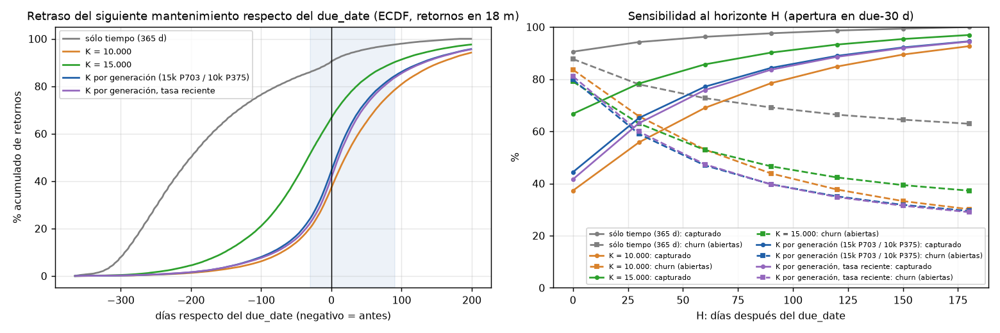 Retraso del siguiente mantenimiento respecto del due_date (ECDF, retornos en 18 m)
% acumulado de retornos
100
80
60
40
20
0
sólo tiempo (365 d)
K = 10.000
K = 15.000
K por generación (15k P703 / 10k P375)
K por generación, tasa reciente
−300
−200
−100
0
100
200
días respecto del due_date (negativo = antes)
Sensibilidad al horizonte H (apertura en due-30 d)
%
100
80
60
40
20
0
sólo tiempo (365 d): capturado
sólo tiempo (365 d): churn (abiertas)
K = 10.000: capturado
K = 10.000: churn (abiertas)
K = 15.000: capturado
K = 15.000: churn (abiertas)
K por generación (15k P703 / 10k P375): capturado
K por generación (15k P703 / 10k P375): churn (abiertas)
K por generación, tasa reciente: capturado
K por generación, tasa reciente: churn (abiertas)
0
25
50
75
100
125
150
175
H: días después del due_date